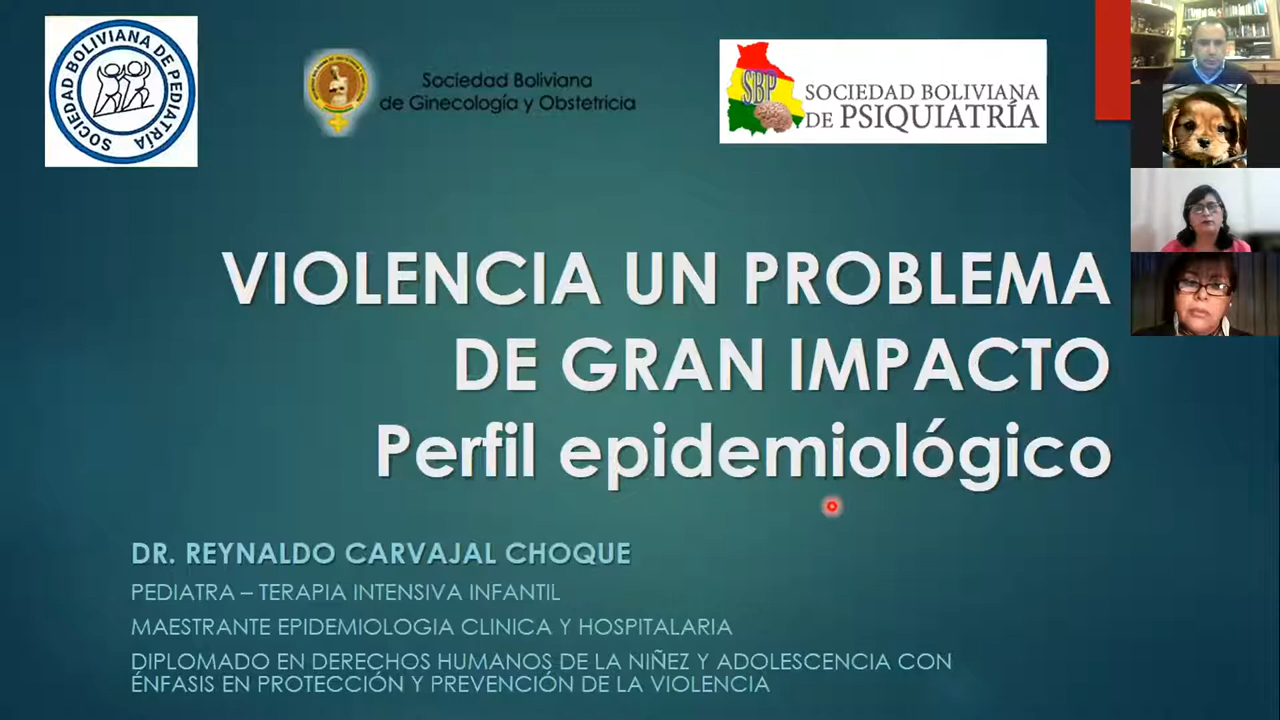 SOCIEDAD BOLIVIANA DE PEDIATRÍA
Sociedad Boliviana
de Ginecología y Obstetricia
SBP
SOCIEDAD BOLIVIANA
DE PSIQUIATRÍA
VIOLENCIA UN PROBLEMA
DE GRAN IMPACTO
Perfil epidemiológico
DR. REYNALDO CARVAJAL CHOQUE
PEDIATRA – TERAPIA INTENSIVA INFANTIL
MAESTRANTE EPIDEMIOLOGIA CLINICA Y HOSPITALARIA
DIPLOMADO EN DERECHOS HUMANOS DE LA NIÑEZ Y ADOLESCENCIA CON
ÉNFASIS EN PROTECCIÓN Y PREVENCIÓN DE LA VIOLENCIA